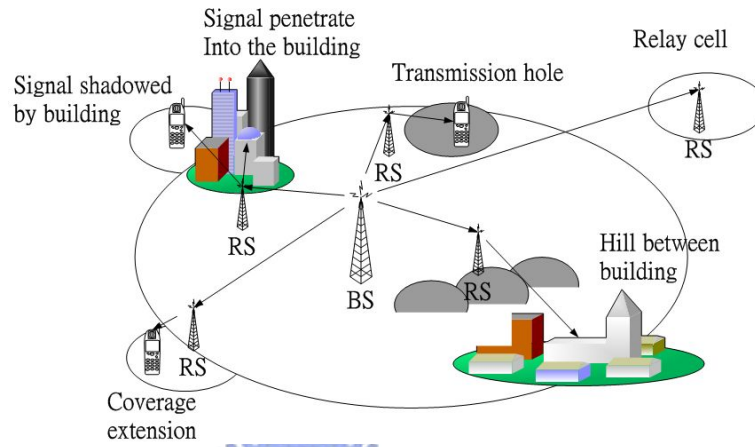 Signal penetrate
Into the building
Relay cell
Signal shadowed
by building
Transmission hole
RS
RS
RS
Hill between
building
BS
RS
RS
Coverage
extension